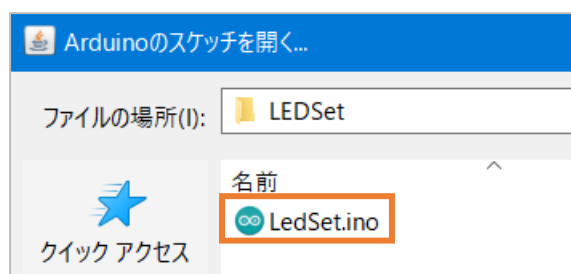 Arduinoのスケッチを開く...
ファイルの場所(I):
LEDSet
名前
LedSet.ino
クイック アクセス